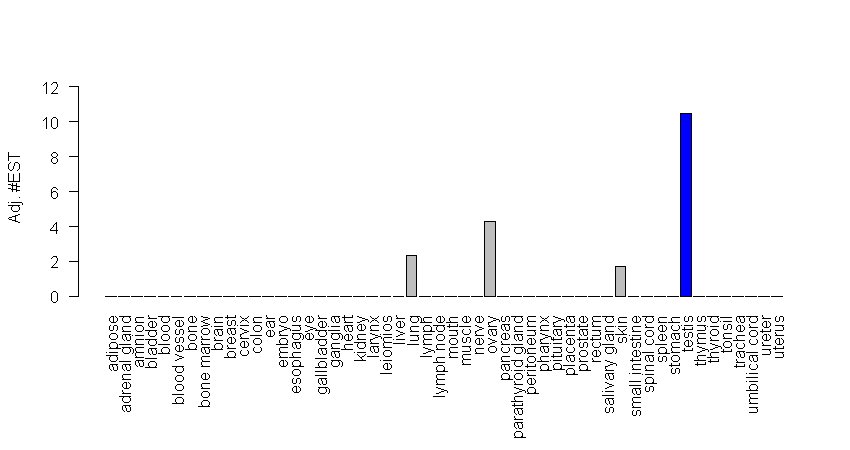 12
10
8
6
4
2
0
Adj. #EST
adipose
adrenal gland
amnion
bladder
blood
blood vessel
bone
bone marrow
brain
breast
cervix
colon
ear
embryo
esophagus
eye
gallbladder
ganglia
heart
kidney
larynx
leiomios
liver
lung
lymph
lymph node
mouth
muscle
nerve
ovary
pancreas
parathyroid gland
peritoneum
pharynx
pituitary
placenta
prostate
rectum
salivary gland
skin
small intestine
spinal cord
spleen
stomach
testis
thymus
thyroid
tonsil
trachea
umbilical cord
ureter
uterus